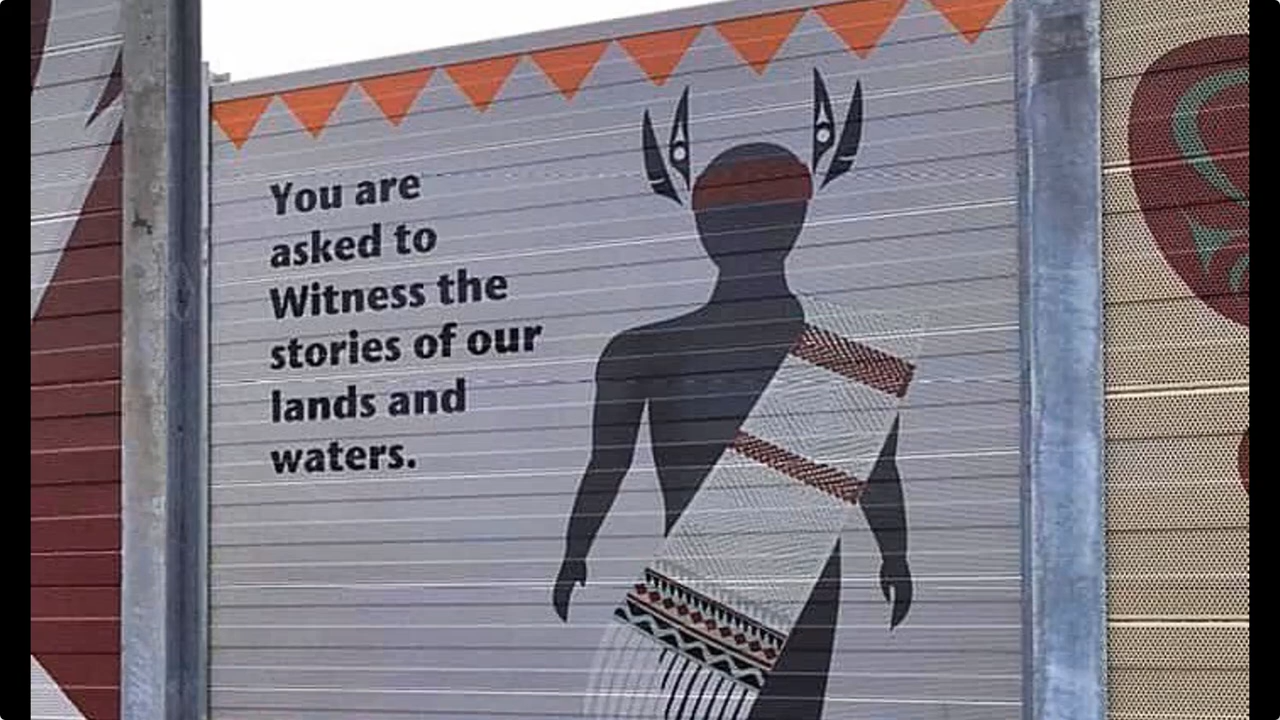 You are
asked to
Witness the
stories of our
lands and
waters.